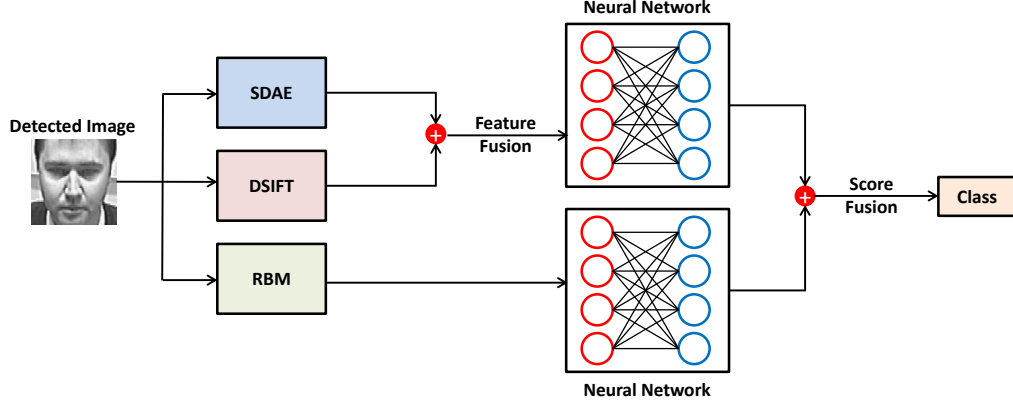 Neural Network
SDAE
Detected Image
+
Feature
Fusion
DSIFT
+
Score
Fusion
Class
RBM
Neural Network